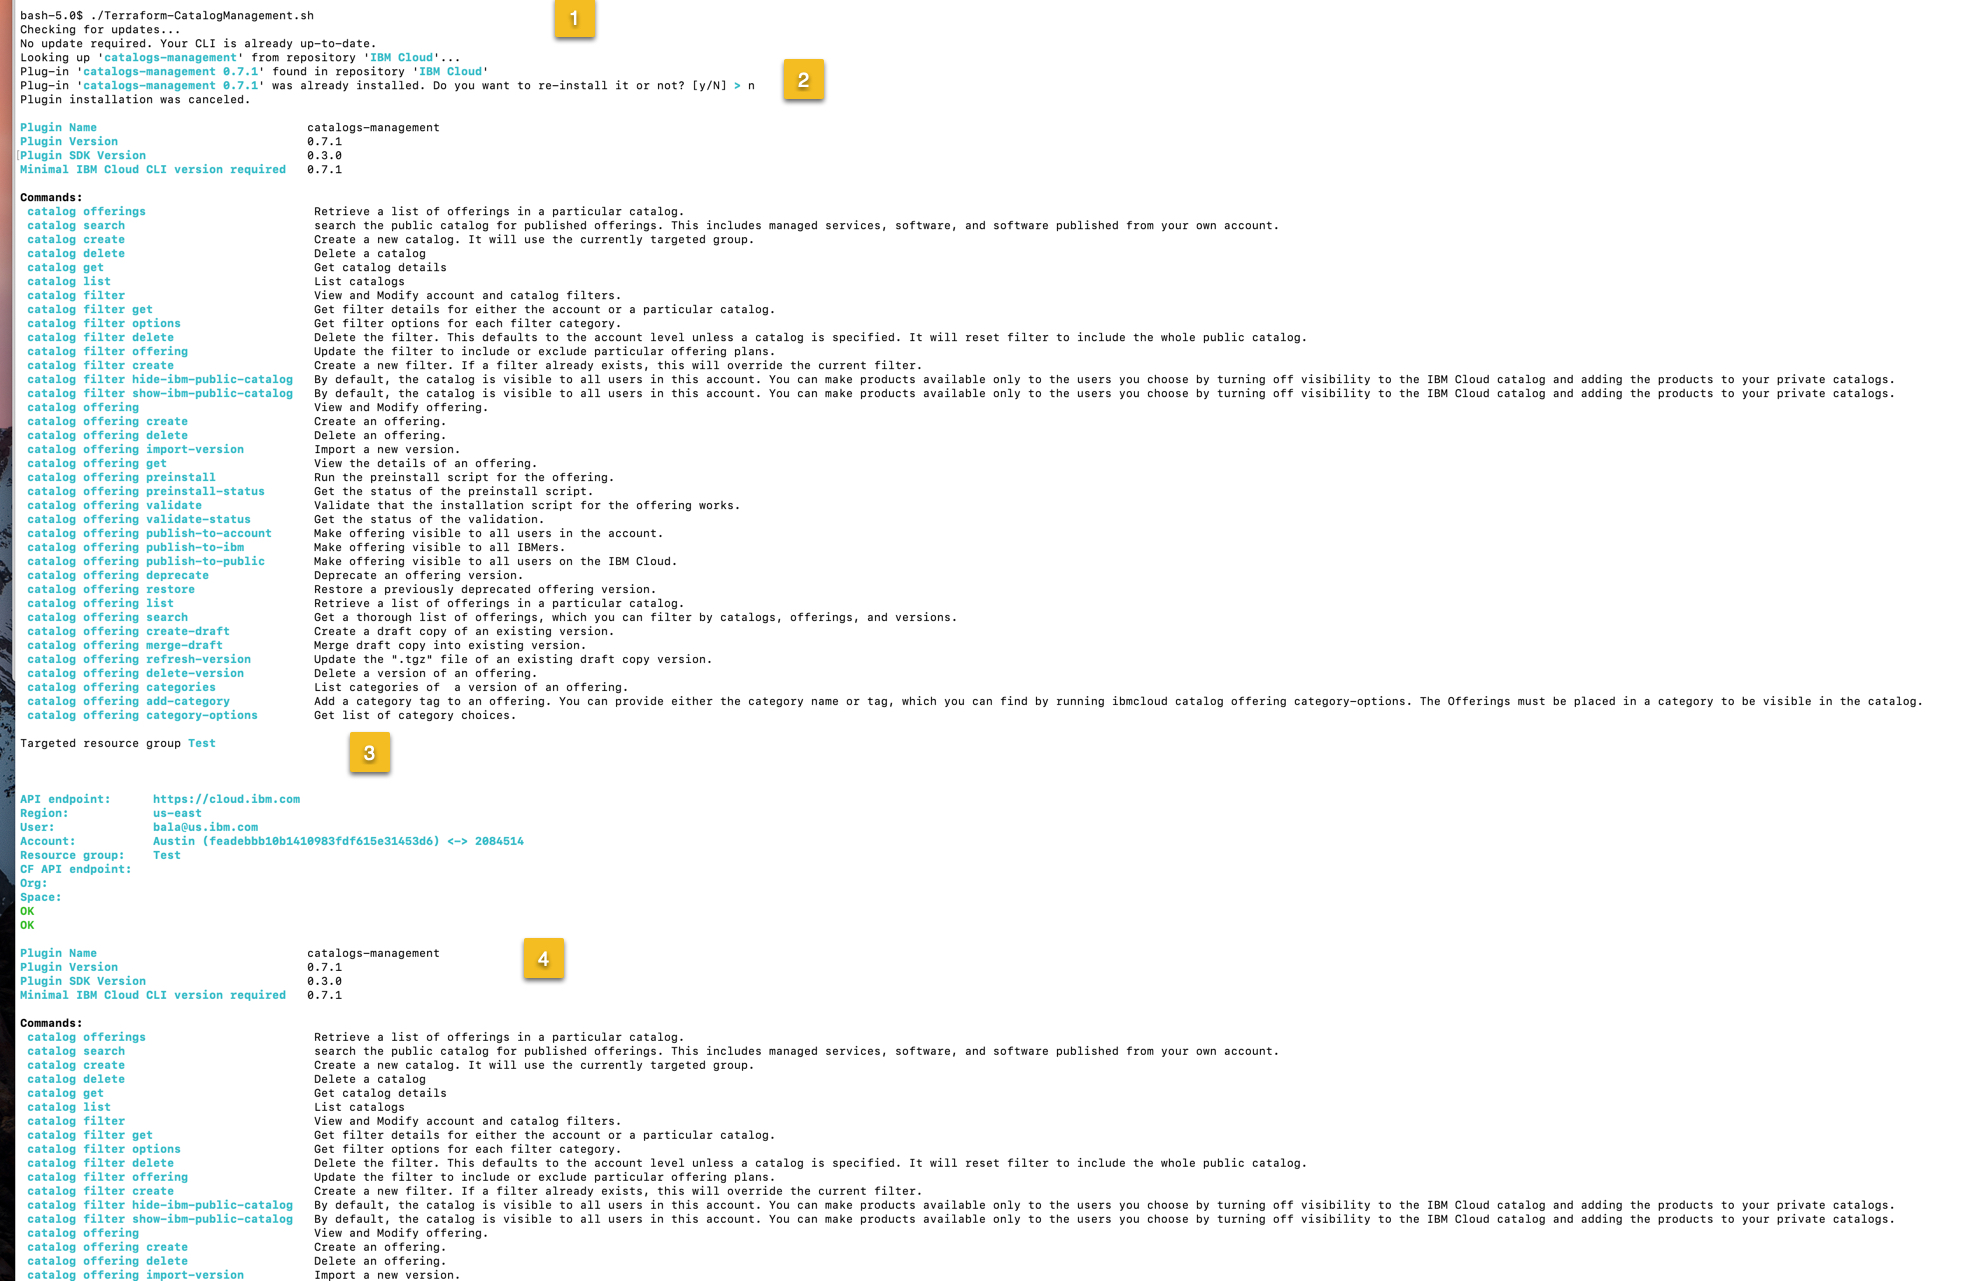 bash-5.0$ ./Terraform-CatalogManagement.sh
1
Checking for updates...
No update required. Your CLI is already up-to-date.
Looking up 'catalogs-management' from repository 'IBM Cloud'...
Plug-in 'catalogs-management 0.7.1' found in repository 'IBM Cloud'
2
Plug-in 'catalogs-management 0.7.1' was already installed. Do you want to re-install it or not? [y/N] > n
Plugin installation was canceled.
Plugin Name catalogs-management
Plugin Version 0.7.1
Plugin SDK Version 0.3.0
Minimal IBM Cloud CLI version required 0.7.1
Commands:
catalog offerings Retrieve a list of offerings in a particular catalog.
catalog search search the public catalog for published offerings. This includes managed services, software, and software published from your own account.
catalog create Create a new catalog. It will use the currently targeted group.
catalog delete Delete a catalog
catalog get Get catalog details
catalog list List catalogs
catalog filter View and Modify account and catalog filters.
catalog filter get Get filter details for either the account or a particular catalog.
catalog filter options Get filter options for each filter category.
catalog filter delete Delete the filter. This defaults to the account level unless a catalog is specified. It will reset filter to include the whole public catalog.
catalog filter offering Update the filter to include or exclude particular offering plans.
catalog filter create Create a new filter. If a filter already exists, this will override the current filter.
catalog filter hide-ibm-public-catalog By default, the catalog is visible to all users in this account. You can make products available only to the users you choose by turning off visibility to the IBM Cloud catalog and adding the products to your private catalogs.
catalog filter show-ibm-public-catalog By default, the catalog is visible to all users in this account. You can make products available only to the users you choose by turning off visibility to the IBM Cloud catalog and adding the products to your private catalogs.
catalog offering View and Modify offering.
catalog offering create Create an offering.
catalog offering delete Delete an offering.
catalog offering import-version Import a new version.
catalog offering get View the details of an offering.
catalog offering preinstall Run the preinstall script for the offering.
catalog offering preinstall-status Get the status of the preinstall script.
catalog offering validate Validate that the installation script for the offering works.
catalog offering validate-status Get the status of the validation.
catalog offering publish-to-account Make offering visible to all users in the account.
catalog offering publish-to-ibm Make offering visible to all IBMers.
catalog offering publish-to-public Make offering visible to all users on the IBM Cloud.
catalog offering deprecate Deprecate an offering version.
catalog offering restore Restore a previously deprecated offering version.
catalog offering list Retrieve a list of offerings in a particular catalog.
catalog offering search Get a thorough list of offerings, which you can filter by catalogs, offerings, and versions.
catalog offering create-draft Create a draft copy of an existing version.
catalog offering merge-draft Merge draft copy into existing version.
catalog offering refresh-version Update the ".tgz" file of an existing draft copy version.
catalog offering delete-version Delete a version of an offering.
catalog offering categories List categories of  a version of an offering.
catalog offering add-category Add a category tag to an offering. You can provide either the category name or tag, which you can find by running ibmcloud catalog offering category-options. The Offerings must be placed in a category to be visible in the catalog.
catalog offering category-options Get list of category choices.
Targeted resource group Test
3
API endpoint: https://cloud.ibm.com
Region: us-east
User: bala@us.ibm.com
Account: Austin (feadebbb10b1410983fdf615e31453d6) <-> 2084514
Resource group: Test
CF API endpoint:
Org:
Space:
OK
OK
Plugin Name catalogs-management
4
Plugin Version 0.7.1
Plugin SDK Version 0.3.0
Minimal IBM Cloud CLI version required 0.7.1
Commands:
catalog offerings Retrieve a list of offerings in a particular catalog.
catalog search search the public catalog for published offerings. This includes managed services, software, and software published from your own account.
catalog create Create a new catalog. It will use the currently targeted group.
catalog delete Delete a catalog
catalog get Get catalog details
catalog list List catalogs
catalog filter View and Modify account and catalog filters.
catalog filter get Get filter details for either the account or a particular catalog.
catalog filter options Get filter options for each filter category.
catalog filter delete Delete the filter. This defaults to the account level unless a catalog is specified. It will reset filter to include the whole public catalog.
catalog filter offering Update the filter to include or exclude particular offering plans.
catalog filter create Create a new filter. If a filter already exists, this will override the current filter.
catalog filter hide-ibm-public-catalog By default, the catalog is visible to all users in this account. You can make products available only to the users you choose by turning off visibility to the IBM Cloud catalog and adding the products to your private catalogs.
catalog filter show-ibm-public-catalog By default, the catalog is visible to all users in this account. You can make products available only to the users you choose by turning off visibility to the IBM Cloud catalog and adding the products to your private catalogs.
catalog offering View and Modify offering.
catalog offering create Create an offering.
catalog offering delete Delete an offering.
catalog offering import-version Import a new version.